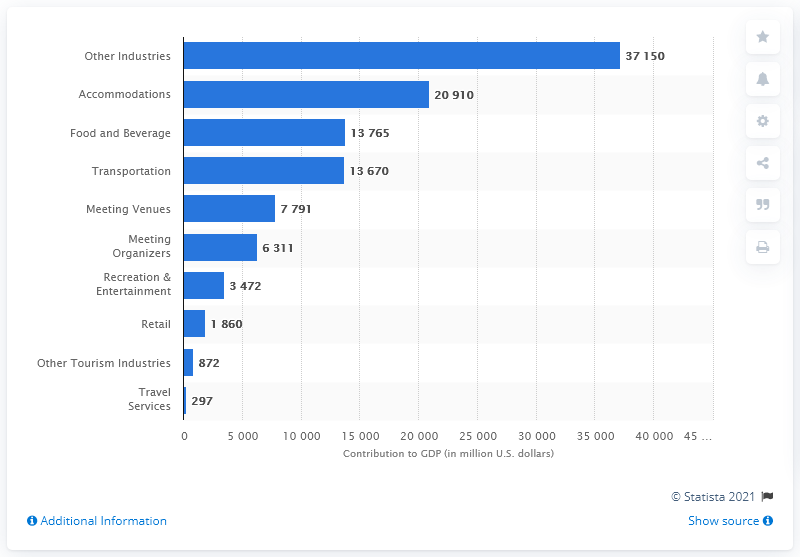 Other Industries 37 150
Accommodations 20 910
Food and Beverage 13 765
Transportation 13 670
Meeting Venues 7 791
Meeting
Organizers 6 311
Recreation &
Entertainment 3 472
Retail 1 860
Other Tourism Industries 872
Travel
Services 297
0 5 000 10 000 15 000 20 000 25 000 30 000 35 000 40 000 45 ...
Contribution to GDP (in million U.S. dollars)
© Statista 2021
Additional Information Show source